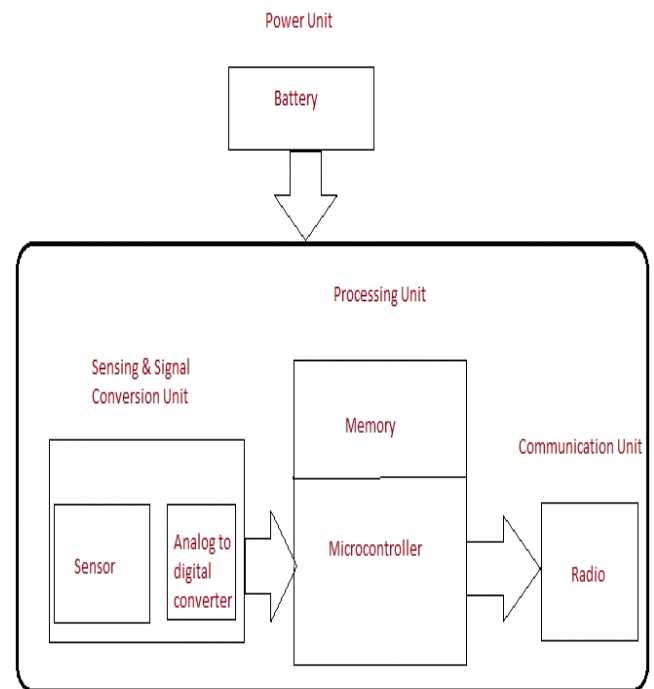 Power Unit
Battery
Processing Unit
Sensing & Signal
Conversion Unit
Memory
Communication Unit
Sensor
Analog to
digital
converter
Microcontroller
Radio